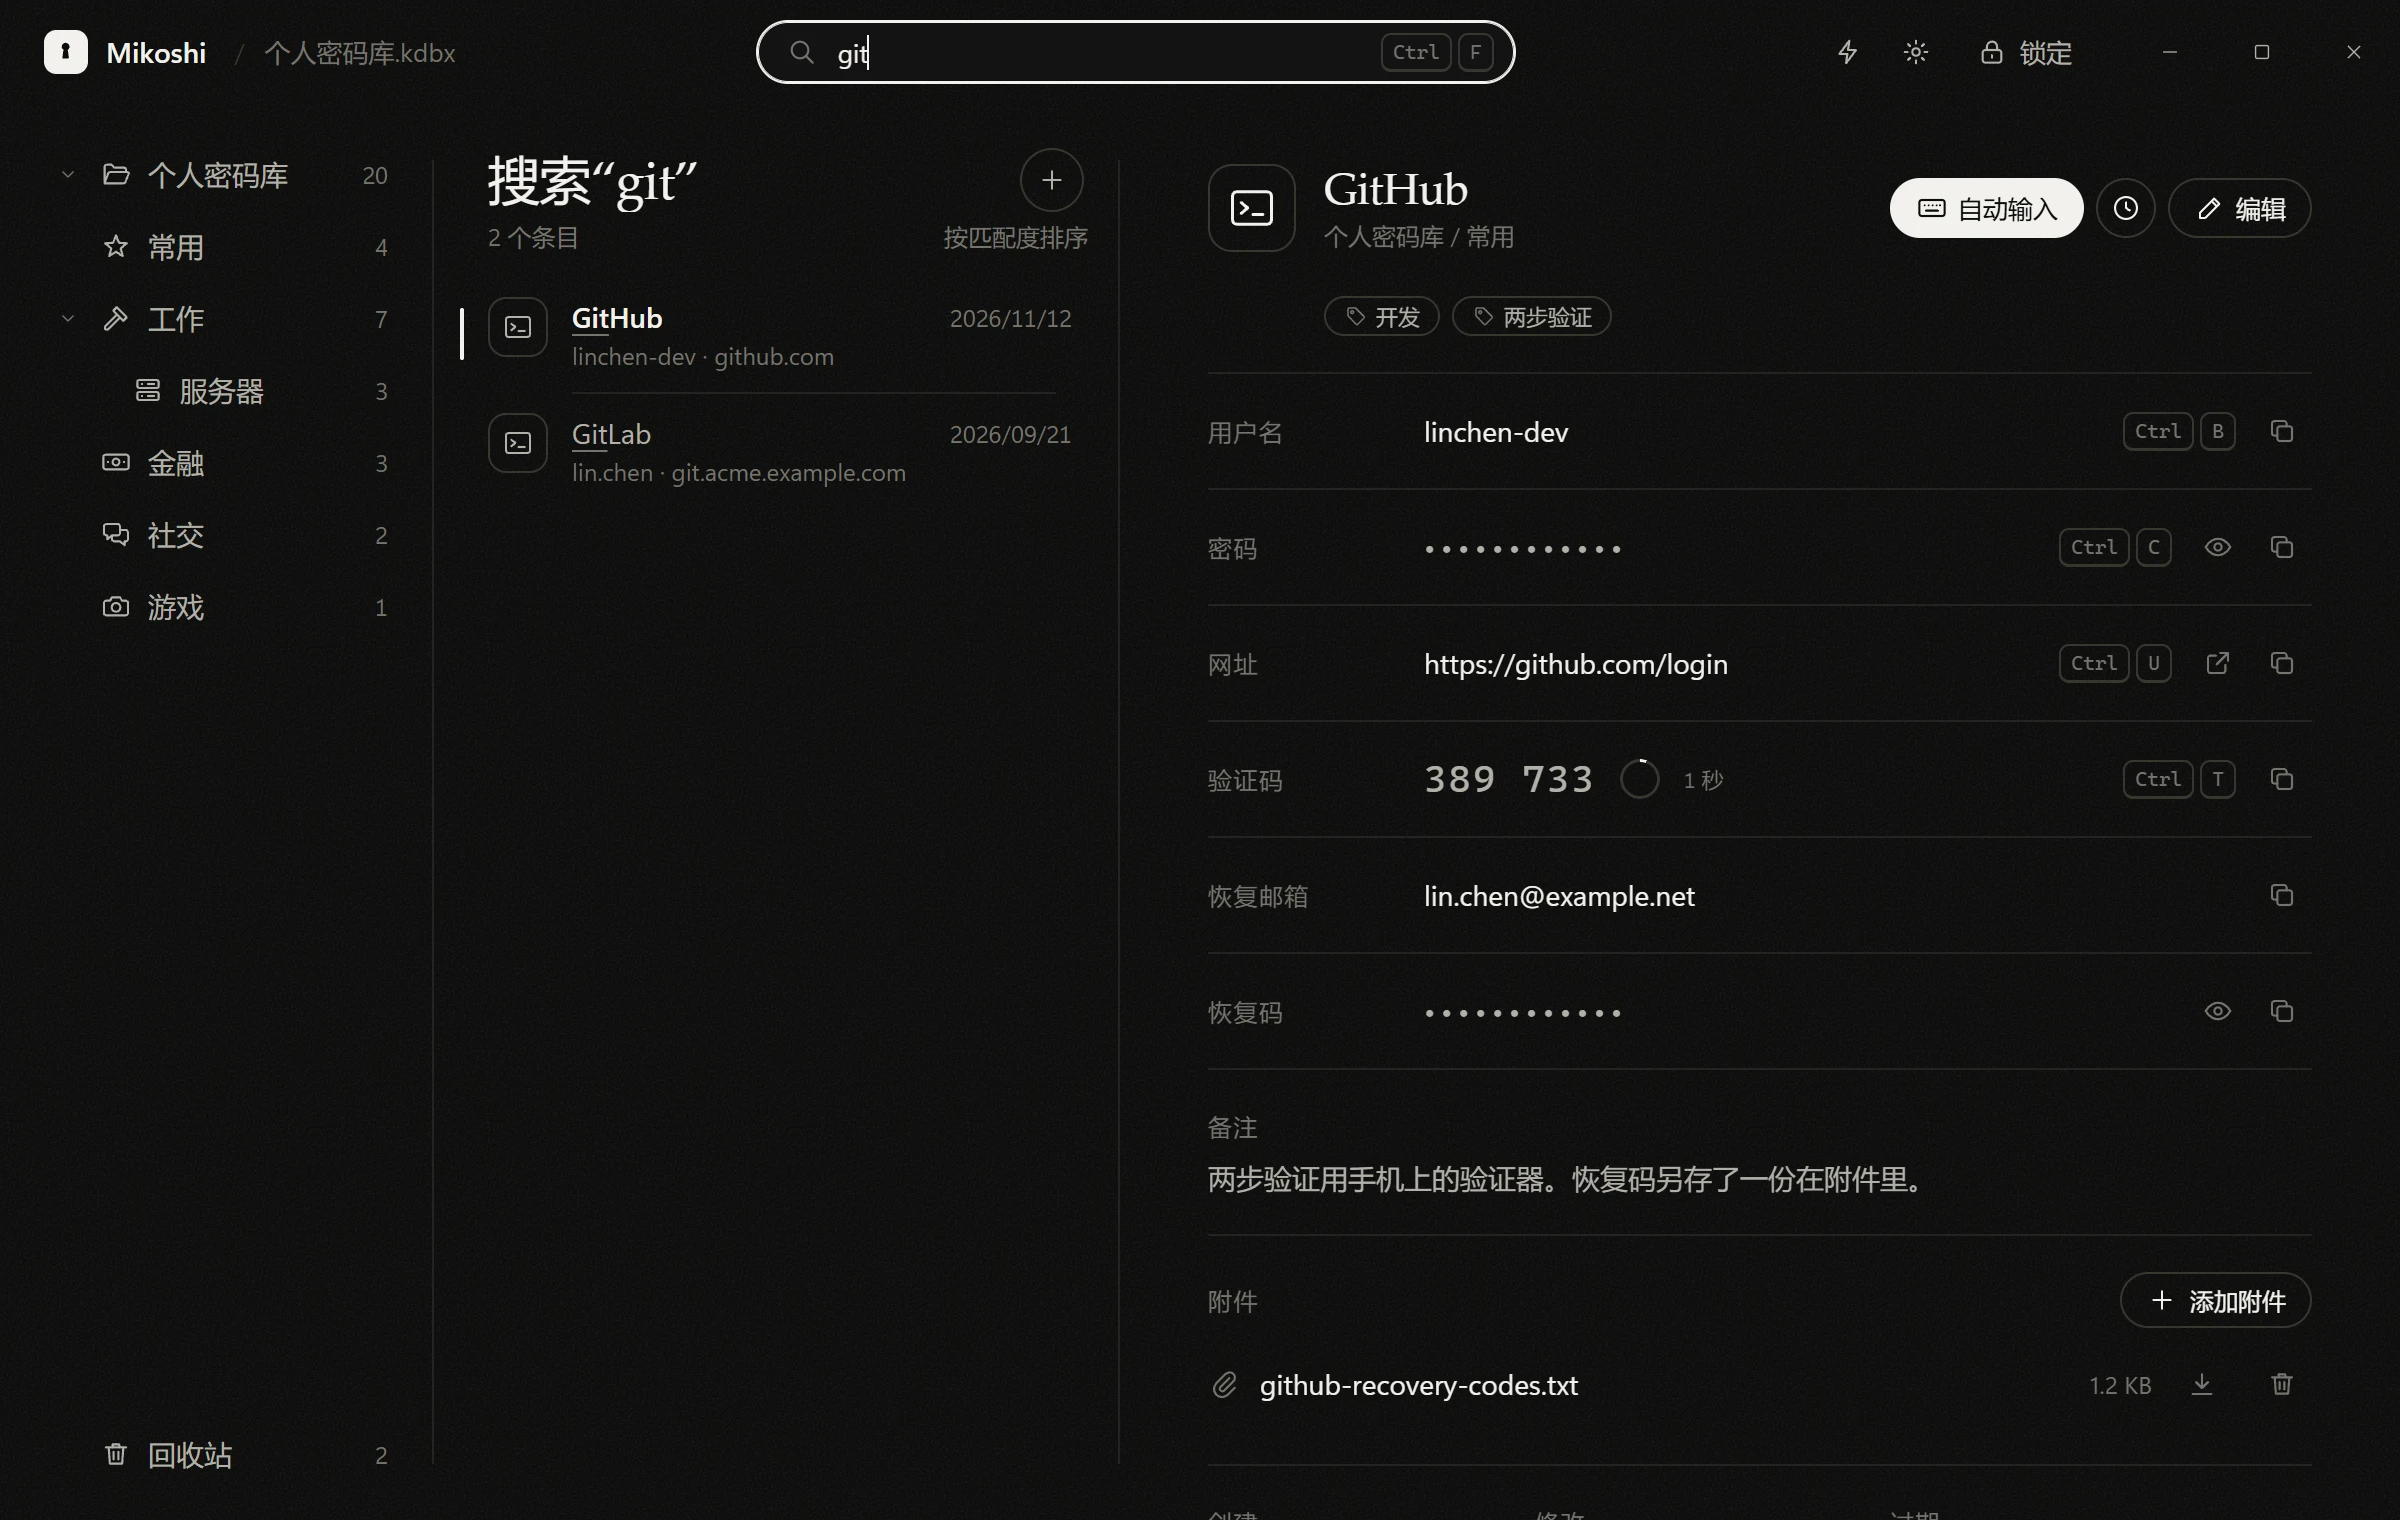 Mikoshi / 个人密码库.kdbx
git
Ctrl F
锁定
个人密码库 20
常用 4
工作 7
服务器 3
金融 3
社交 2
游戏 1
回收站 2
搜索“git”
2 个条目
按匹配度排序
GitHub 2026/11/12
linchen-dev · github.com
GitLab 2026/09/21
lin.chen · git.acme.example.com
GitHub
个人密码库 / 常用
自动输入
编辑
开发
两步验证
用户名 linchen-dev Ctrl B
密码 •••••••••••• Ctrl C
网址 https://github.com/login Ctrl U
验证码 389 733 1 秒 Ctrl T
恢复邮箱 lin.chen@example.net
恢复码 ••••••••••••
备注
两步验证用手机上的验证器。恢复码另存了一份在附件里。
附件
添加附件
github-recovery-codes.txt 1.2 KB
创建 修改 过期